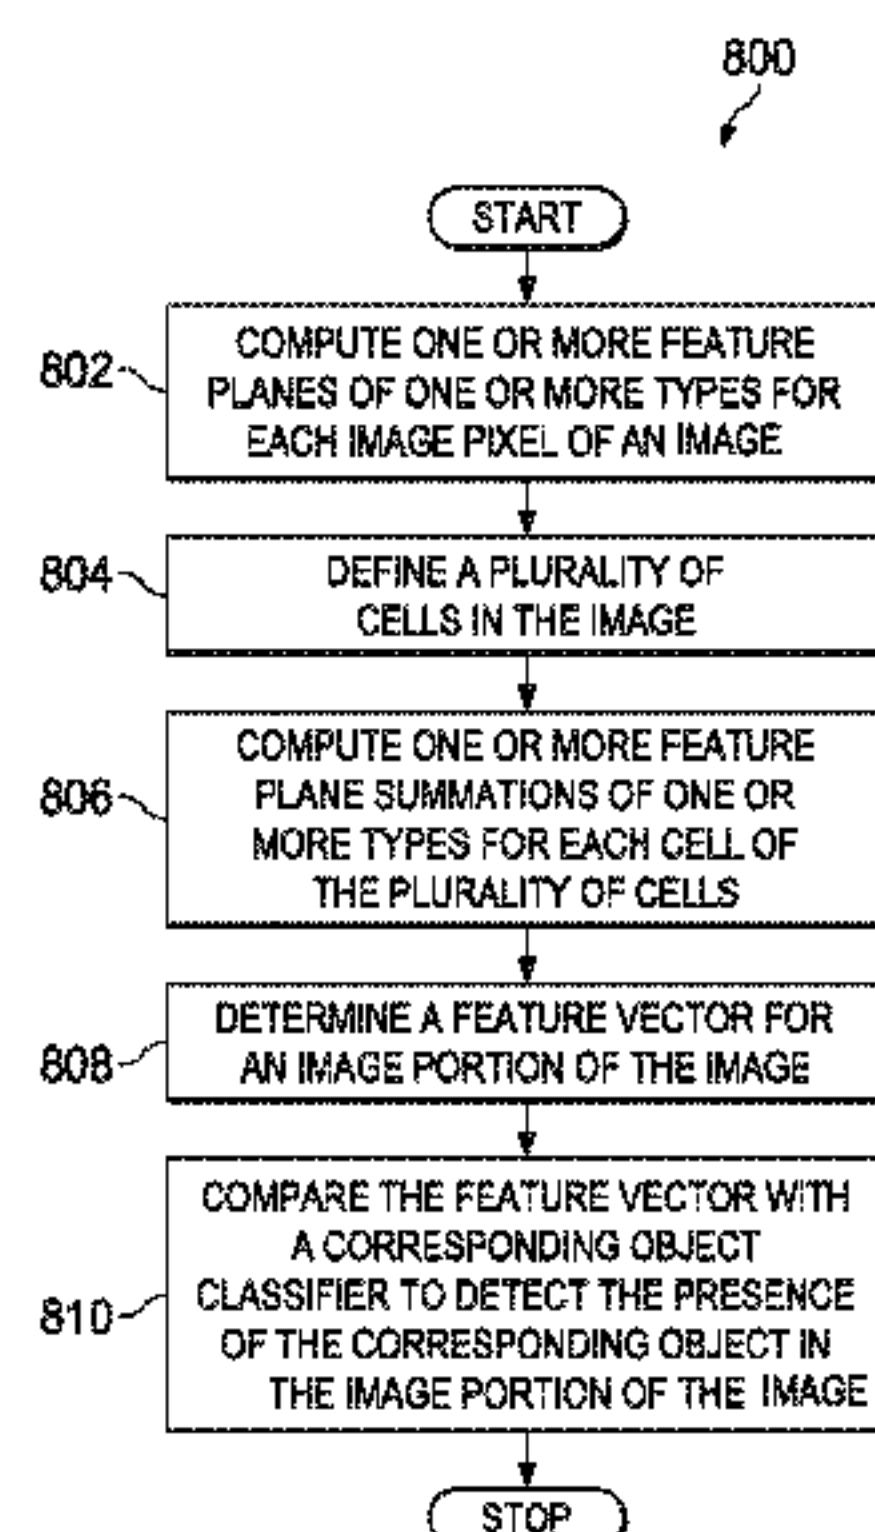 800
START
802
COMPUTE ONE OR MORE FEATURE
PLANES OF ONE OR MORE TYPES FOR
EACH IMAGE PIXEL OF AN IMAGE
804
DEFINE A PLURALITY OF
CELLS IN THE IMAGE
806
COMPUTE ONE OR MORE FEATURE
PLANE SUMMATIONS OF ONE OR
MORE TYPES FOR EACH CELL OF
THE PLURALITY OF CELLS
808
DETERMINE A FEATURE VECTOR FOR
AN IMAGE PORTION OF THE IMAGE
810
COMPARE THE FEATURE VECTOR WITH
A CORRESPONDING OBJECT
CLASSIFIER TO DETECT THE PRESENCE
OF THE CORRESPONDING OBJECT IN
THE IMAGE PORTION OF THE IMAGE
STOP